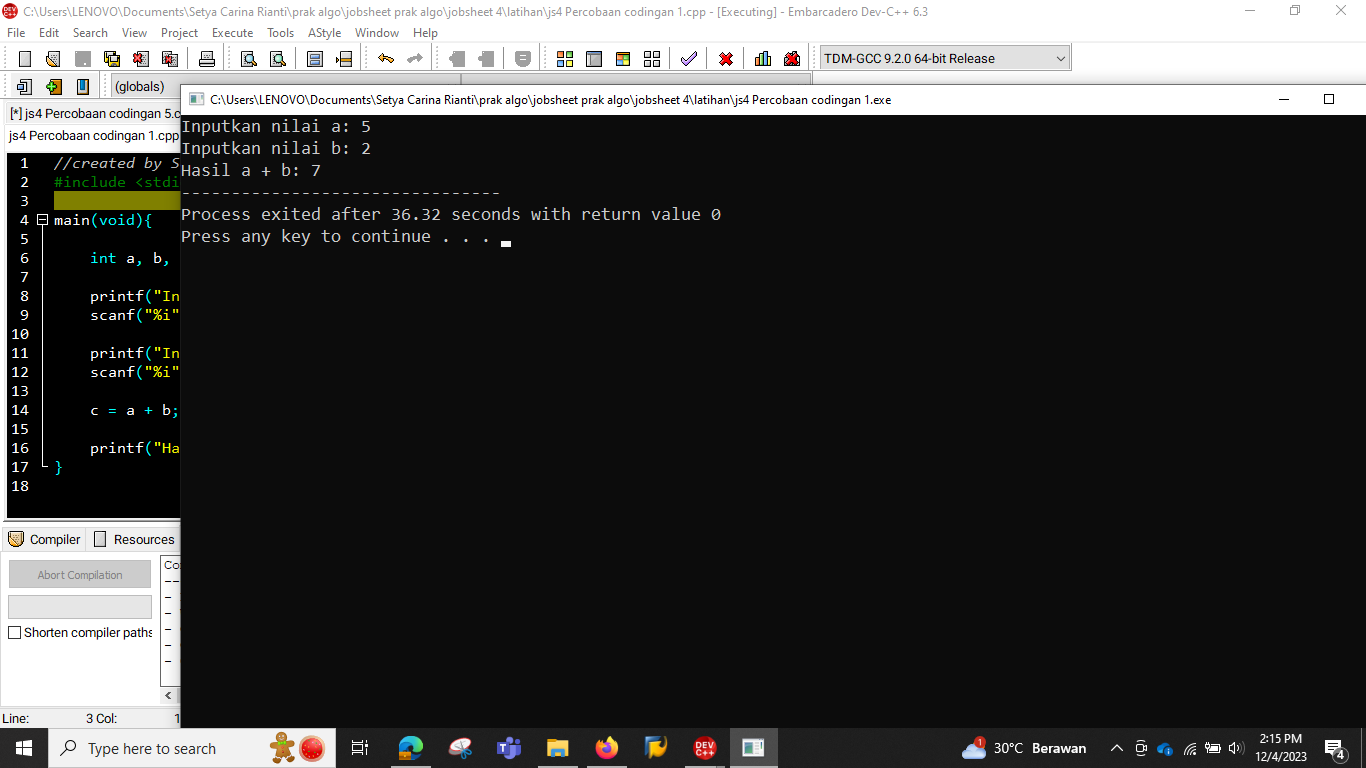 C:\Users\LENOVO\Documents\Setya Carina Rianti\prak algo\jobsheet prak algo\jobsheet 4\latihan\js4 Percobaan codingan 1.cpp - [Executing] - Embarcadero Dev-C++ 6.3
File Edit Search View Project Execute Tools AStyle Window Help
TDM-GCC 9.2.0 64-bit Release
(globals)
C:\Users\LENOVO\Documents\Setya Carina Rianti\prak algo\jobsheet prak algo\jobsheet 4\latihan\js4 Percobaan codingan 1.exe
[*] js4 Percobaan codingan 5.c
js4 Percobaan codingan 1.cpp
Inputkan nilai a: 5
Inputkan nilai b: 2
Hasil a + b: 7
--------------------------------
Process exited after 36.32 seconds with return value 0
Press any key to continue . . .
1 //created by S
2 #include <stdi
3
4 main(void){
5
6 int a, b,
7
8 printf("In
9 scanf("%i"
10
11 printf("In
12 scanf("%i"
13
14 c = a + b;
15
16 printf("Ha
17 }
18
Compiler Resources
Abort Compilation
Shorten compiler paths
Co
--
-
-
-
-
-
Line: 3 Col: 1
Type here to search
DEV C++
1
30°C Berawan
2:15 PM
12/4/2023
4